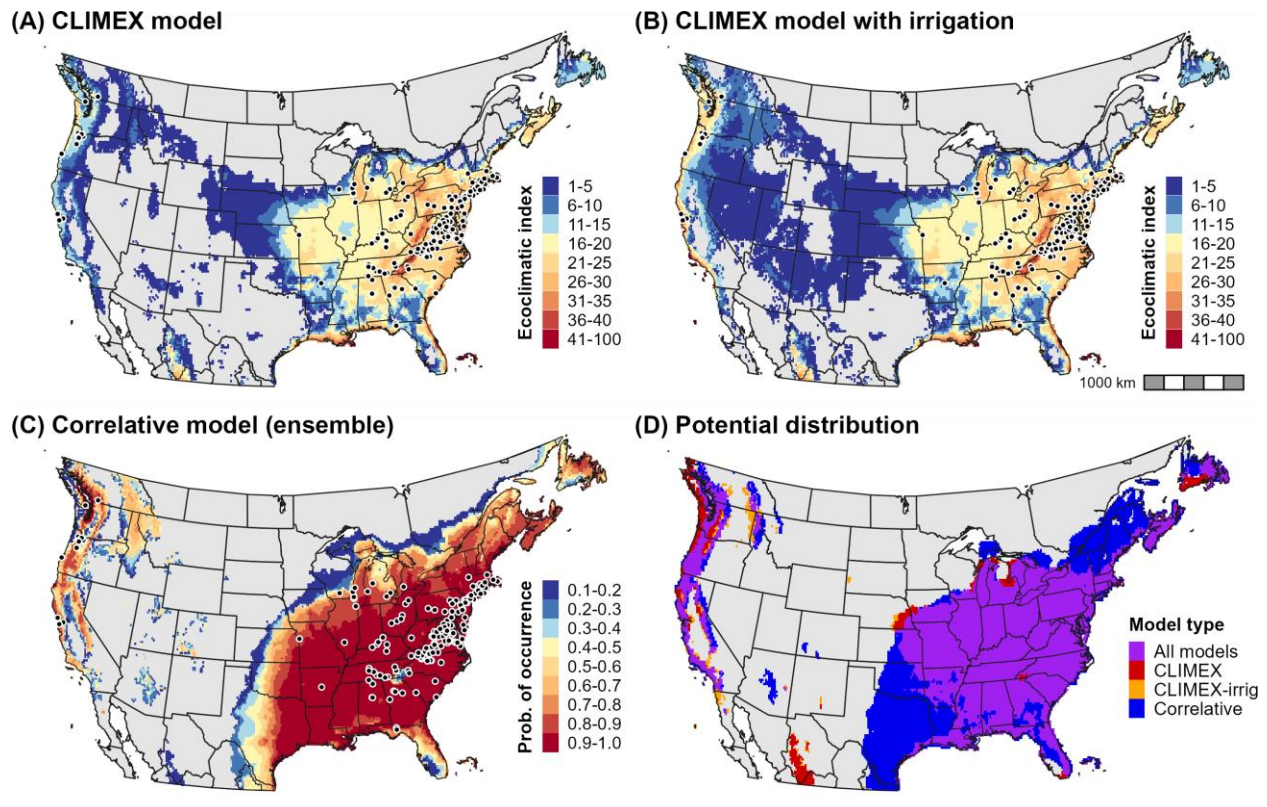 (A) CLIMEX model
(B) CLIMEX model with irrigation
Ecoclimatic index
1-5
6-10
11-15
16-20
21-25
26-30
31-35
36-40
41-100
Ecoclimatic index
1-5
6-10
11-15
16-20
21-25
26-30
31-35
36-40
41-100
1000 km
(C) Correlative model (ensemble)
(D) Potential distribution
Prob. of occurrence
0.1-0.2
0.2-0.3
0.3-0.4
0.4-0.5
0.5-0.6
0.6-0.7
0.7-0.8
0.8-0.9
0.9-1.0
Model type
All models
CLIMEX
CLIMEX-irrig
Correlative